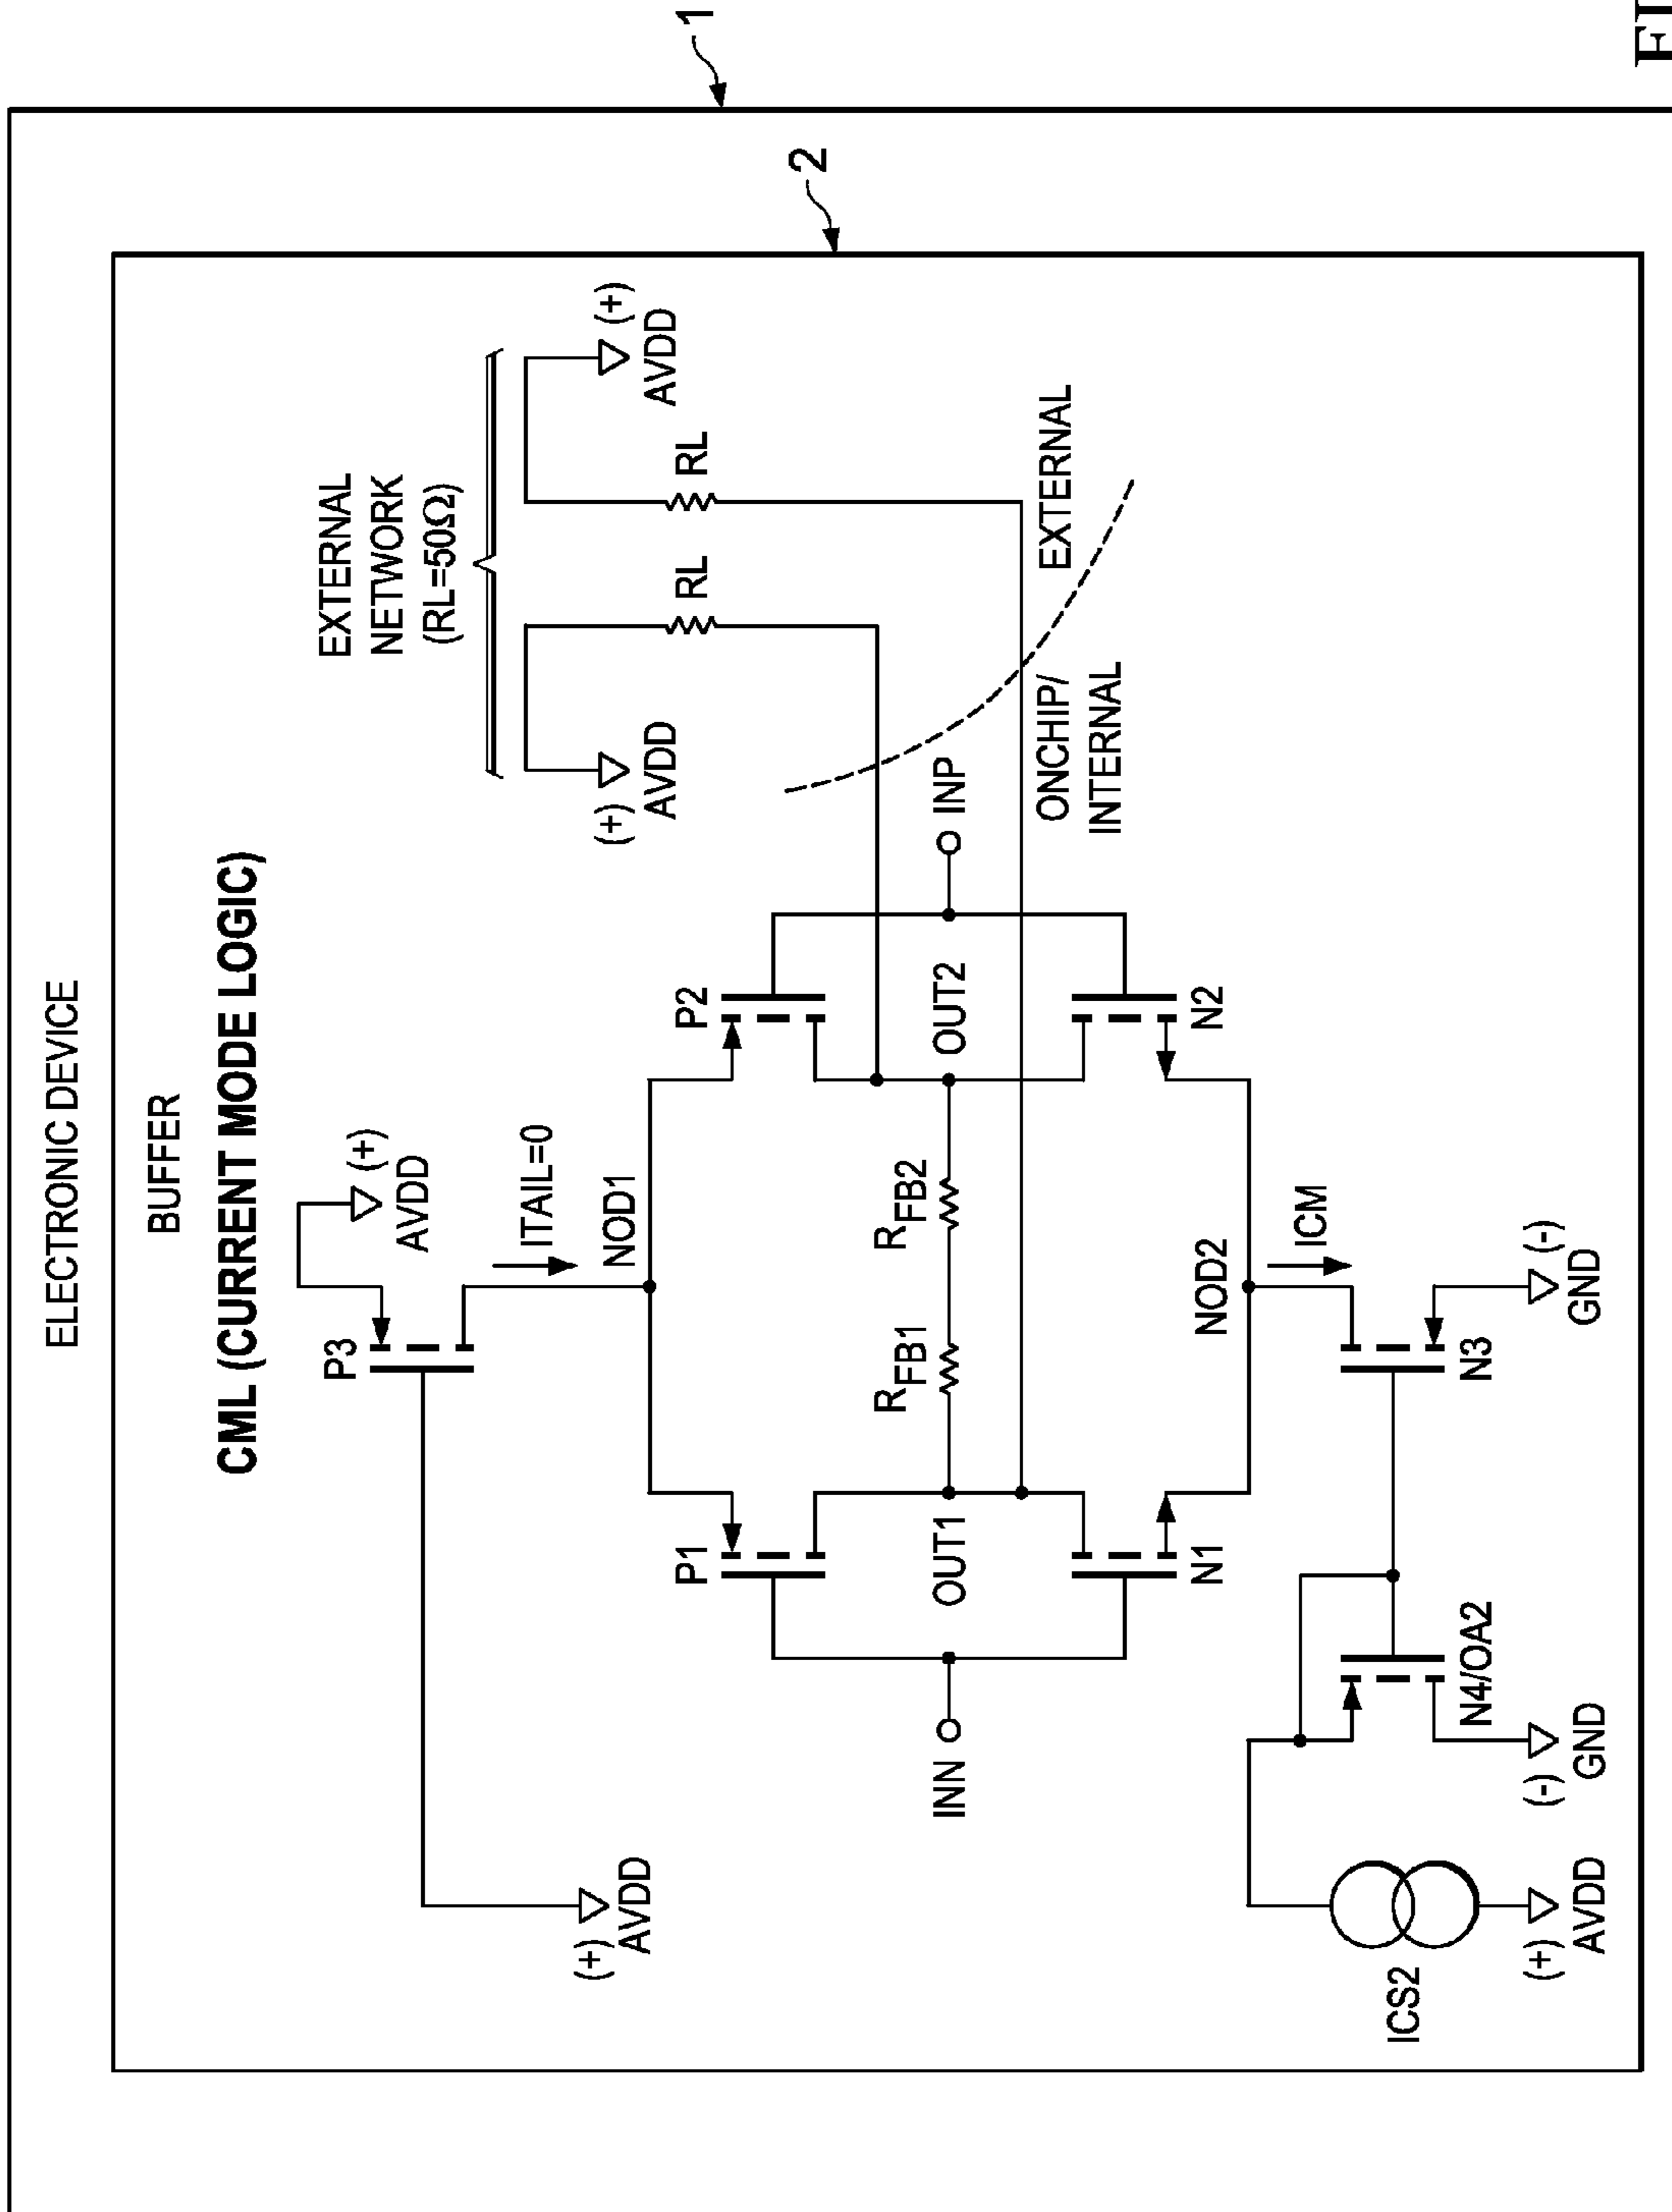 ELECTRONIC DEVICE
BUFFER
CML (CURRENT MODE LOGIC)
1
2
EXTERNAL
NETWORK
(RL=50Ω)
(+)
AVDD
(+)
AVDD
(+)
AVDD
(+)
AVDD
P3
ITAIL=0
NOD1
RL
RL
P1
P2
RFB1
RFB2
OUT1
OUT2
INN
INP
ONCHIP/
INTERNAL
EXTERNAL
N1
N2
NOD2
ICM
N3
N4/OA2
ICS2
(+)
AVDD
(-)
GND
(-)
GND